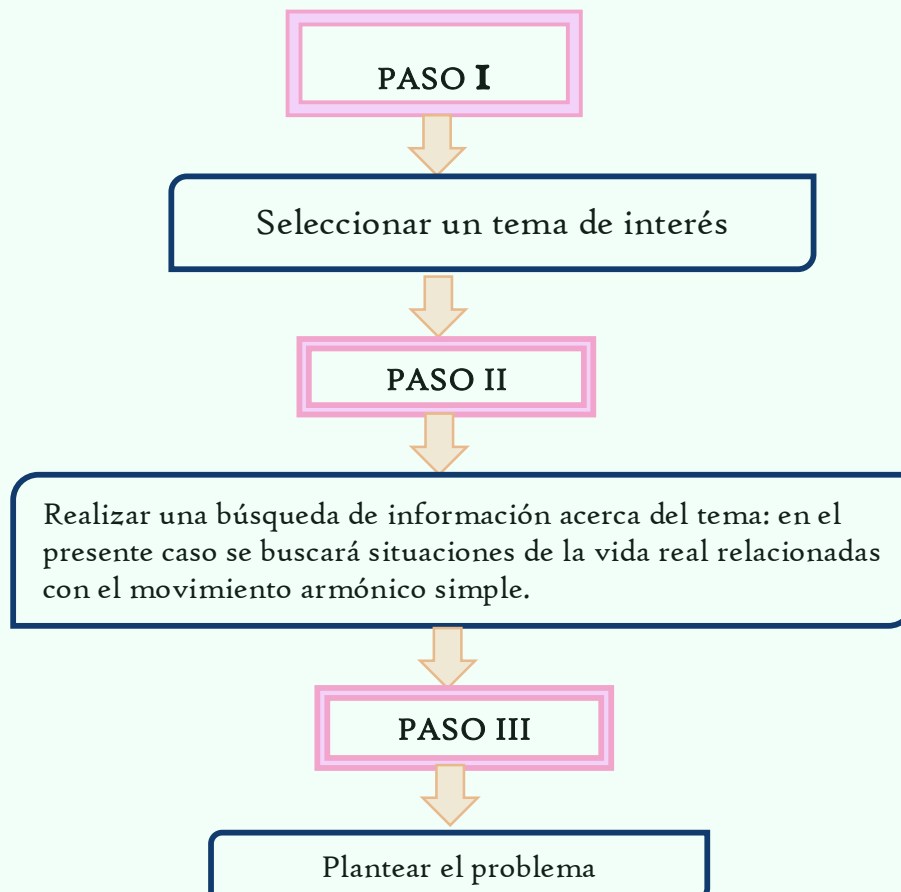 PASO I
Seleccionar un tema de interés
PASO II
Realizar una búsqueda de información acerca del tema: en el
presente caso se buscará situaciones de la vida real relacionadas
con el movimiento armónico simple.
PASO III
Plantear el problema